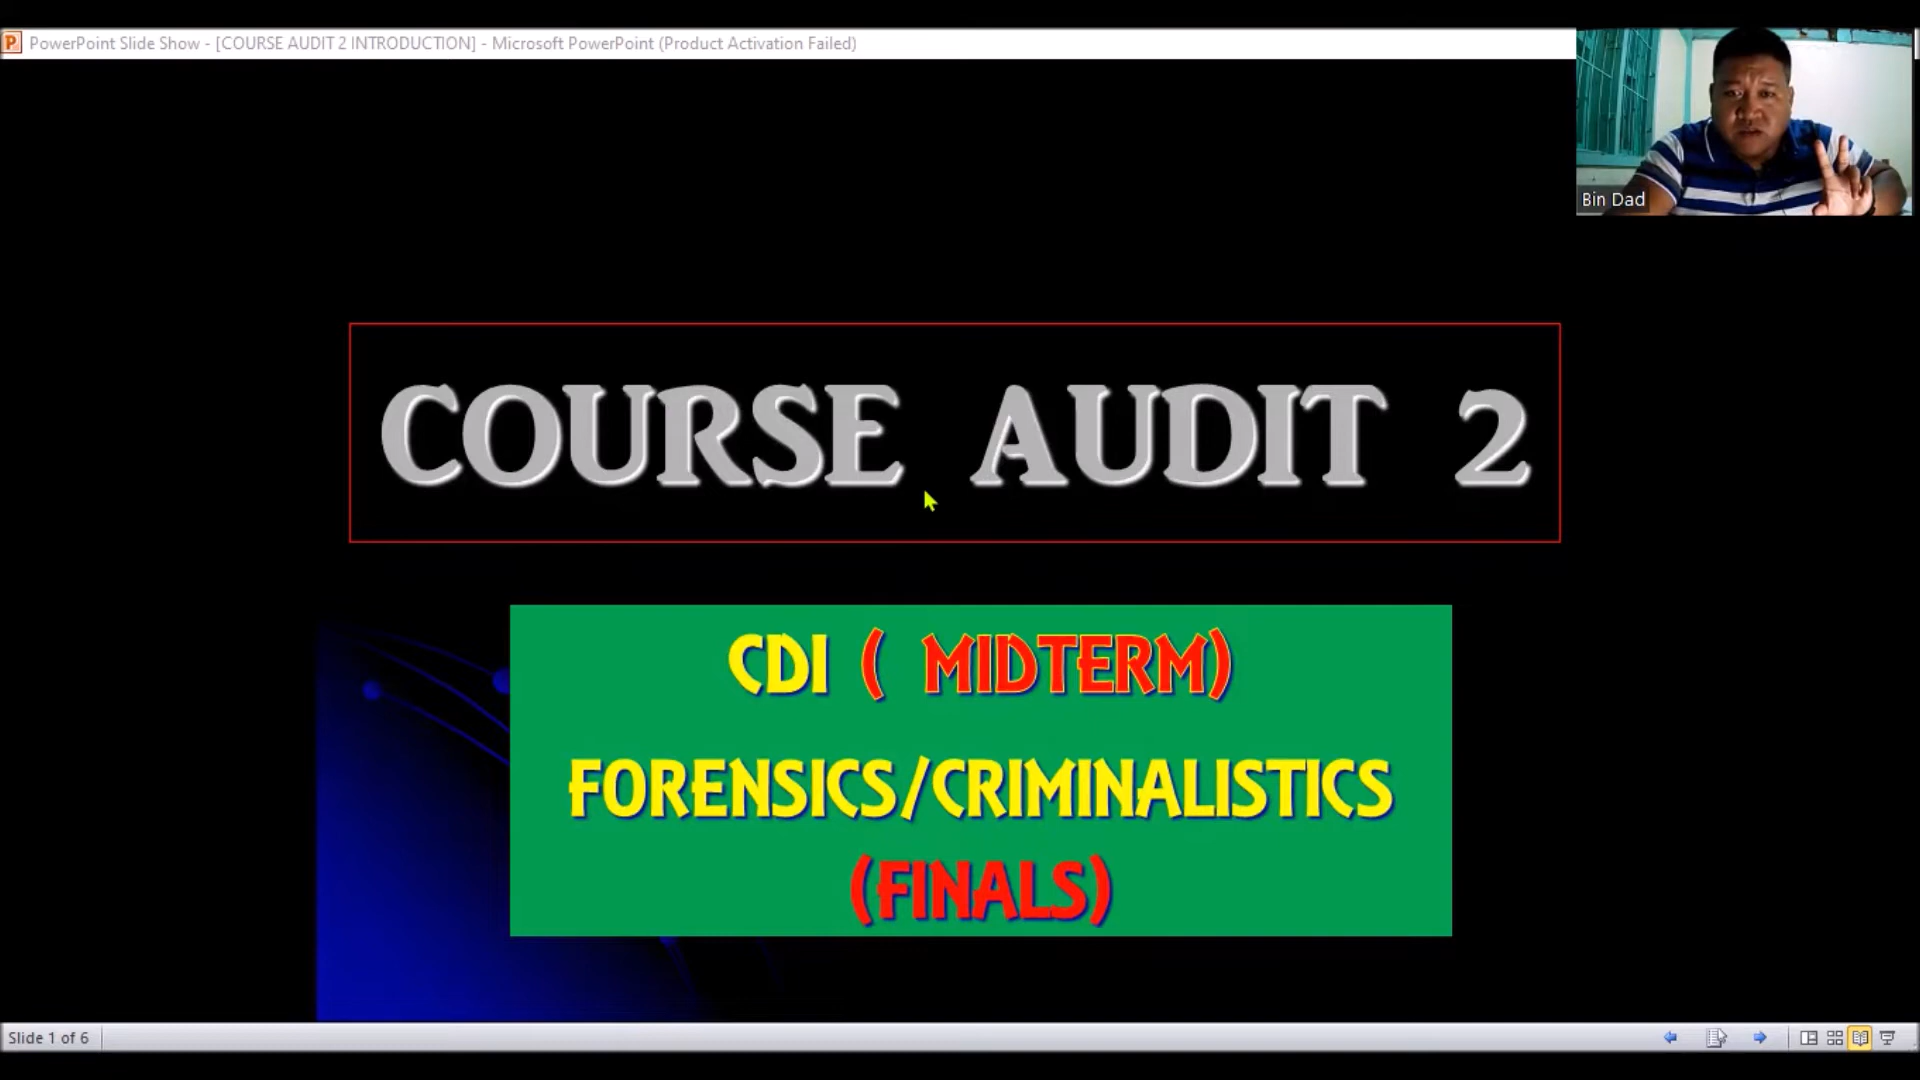 PowerPoint Slide Show - [COURSE AUDIT 2 INTRODUCTION] - Microsoft PowerPoint (Product Activation Failed)
Bin Dad
COURSE AUDIT 2
CDI ( MIDTERM)
FORENSICS/CRIMINALISTICS
(FINALS)
Slide 1 of 6